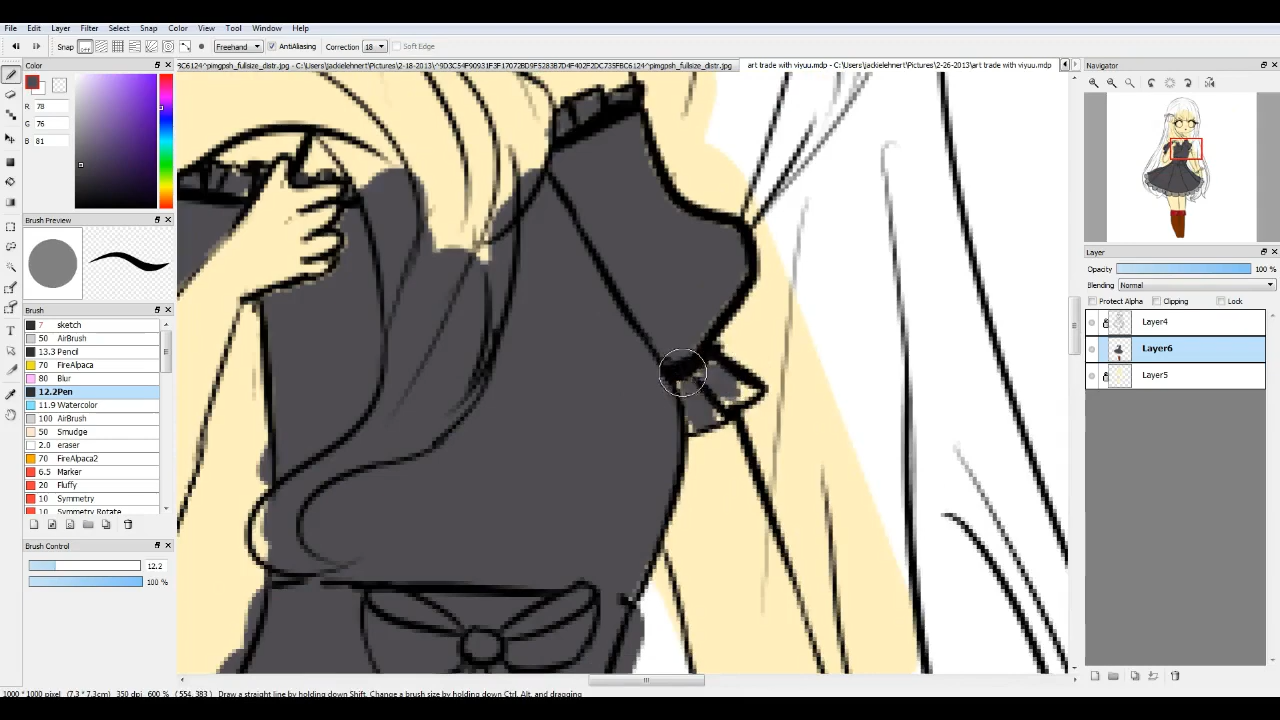 File Edit Layer Filter Select Snap Color View Tool Window Help
Snap Freehand AntiAliasing Correction 18 Soft Edge
Color
art trade with viyuu.mdp - C:\Users\jackielehnert\Pictures\2-26-2013\art trade with viyuu.mdp
Navigator
R 78
G 76
B 81
Brush Preview
Layer
Opacity 100 %
Blending Normal
Protect Alpha Clipping Lock
Layer4
Layer6
Layer5
Brush
7 sketch
50 AirBrush
13.3 Pencil
70 FireAlpaca
80 Blur
12.2 Pen
11.9 Watercolor
100 AirBrush
50 Smudge
2.0 eraser
70 FireAlpaca2
6.5 Marker
20 Fluffy
10 Symmetry
10 Symmetry Rotate
Brush Control
12.2
100 %
1000 * 1000 pixel (7.3 * 7.3cm) 350 dpi 600 % ( 554, 383 ) Draw a straight line by holding down Shift, Change a brush size by holding down Ctrl, Alt, and dragging